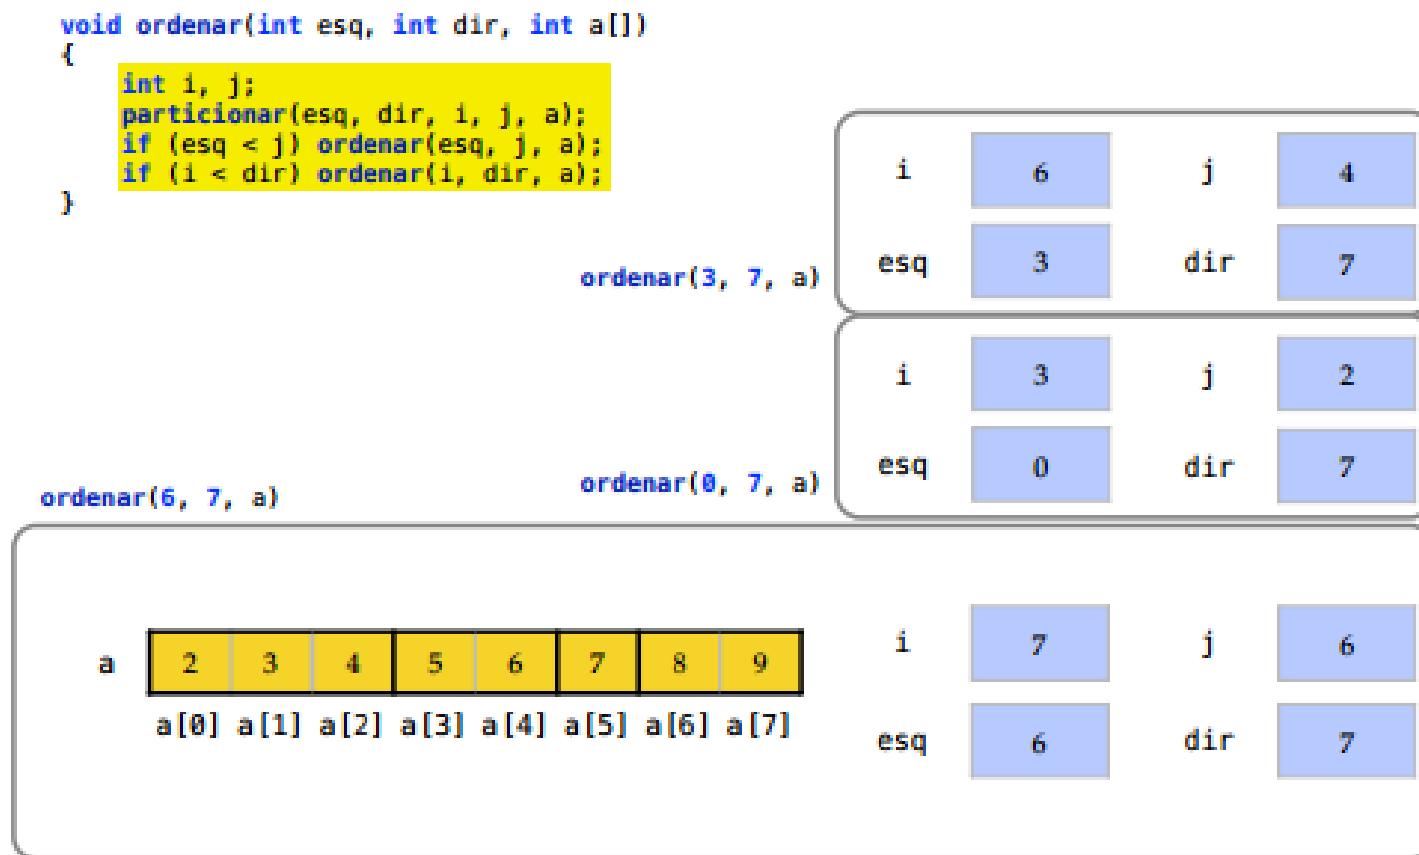 void ordenar(int esq, int dir, int a[])
{
int i, j;
particionar(esq, dir, i, j, a);
if (esq < j) ordenar(esq, j, a);
if (i < dir) ordenar(i, dir, a);
}
i 6 j 4
ordenar(3, 7, a) esq 3 dir 7
i 3 j 2
ordenar(0, 7, a) esq 0 dir 7
ordenar(6, 7, a)
a 2 3 4 5 6 7 8 9 i 7 j 6
a[0] a[1] a[2] a[3] a[4] a[5] a[6] a[7] esq 6 dir 7